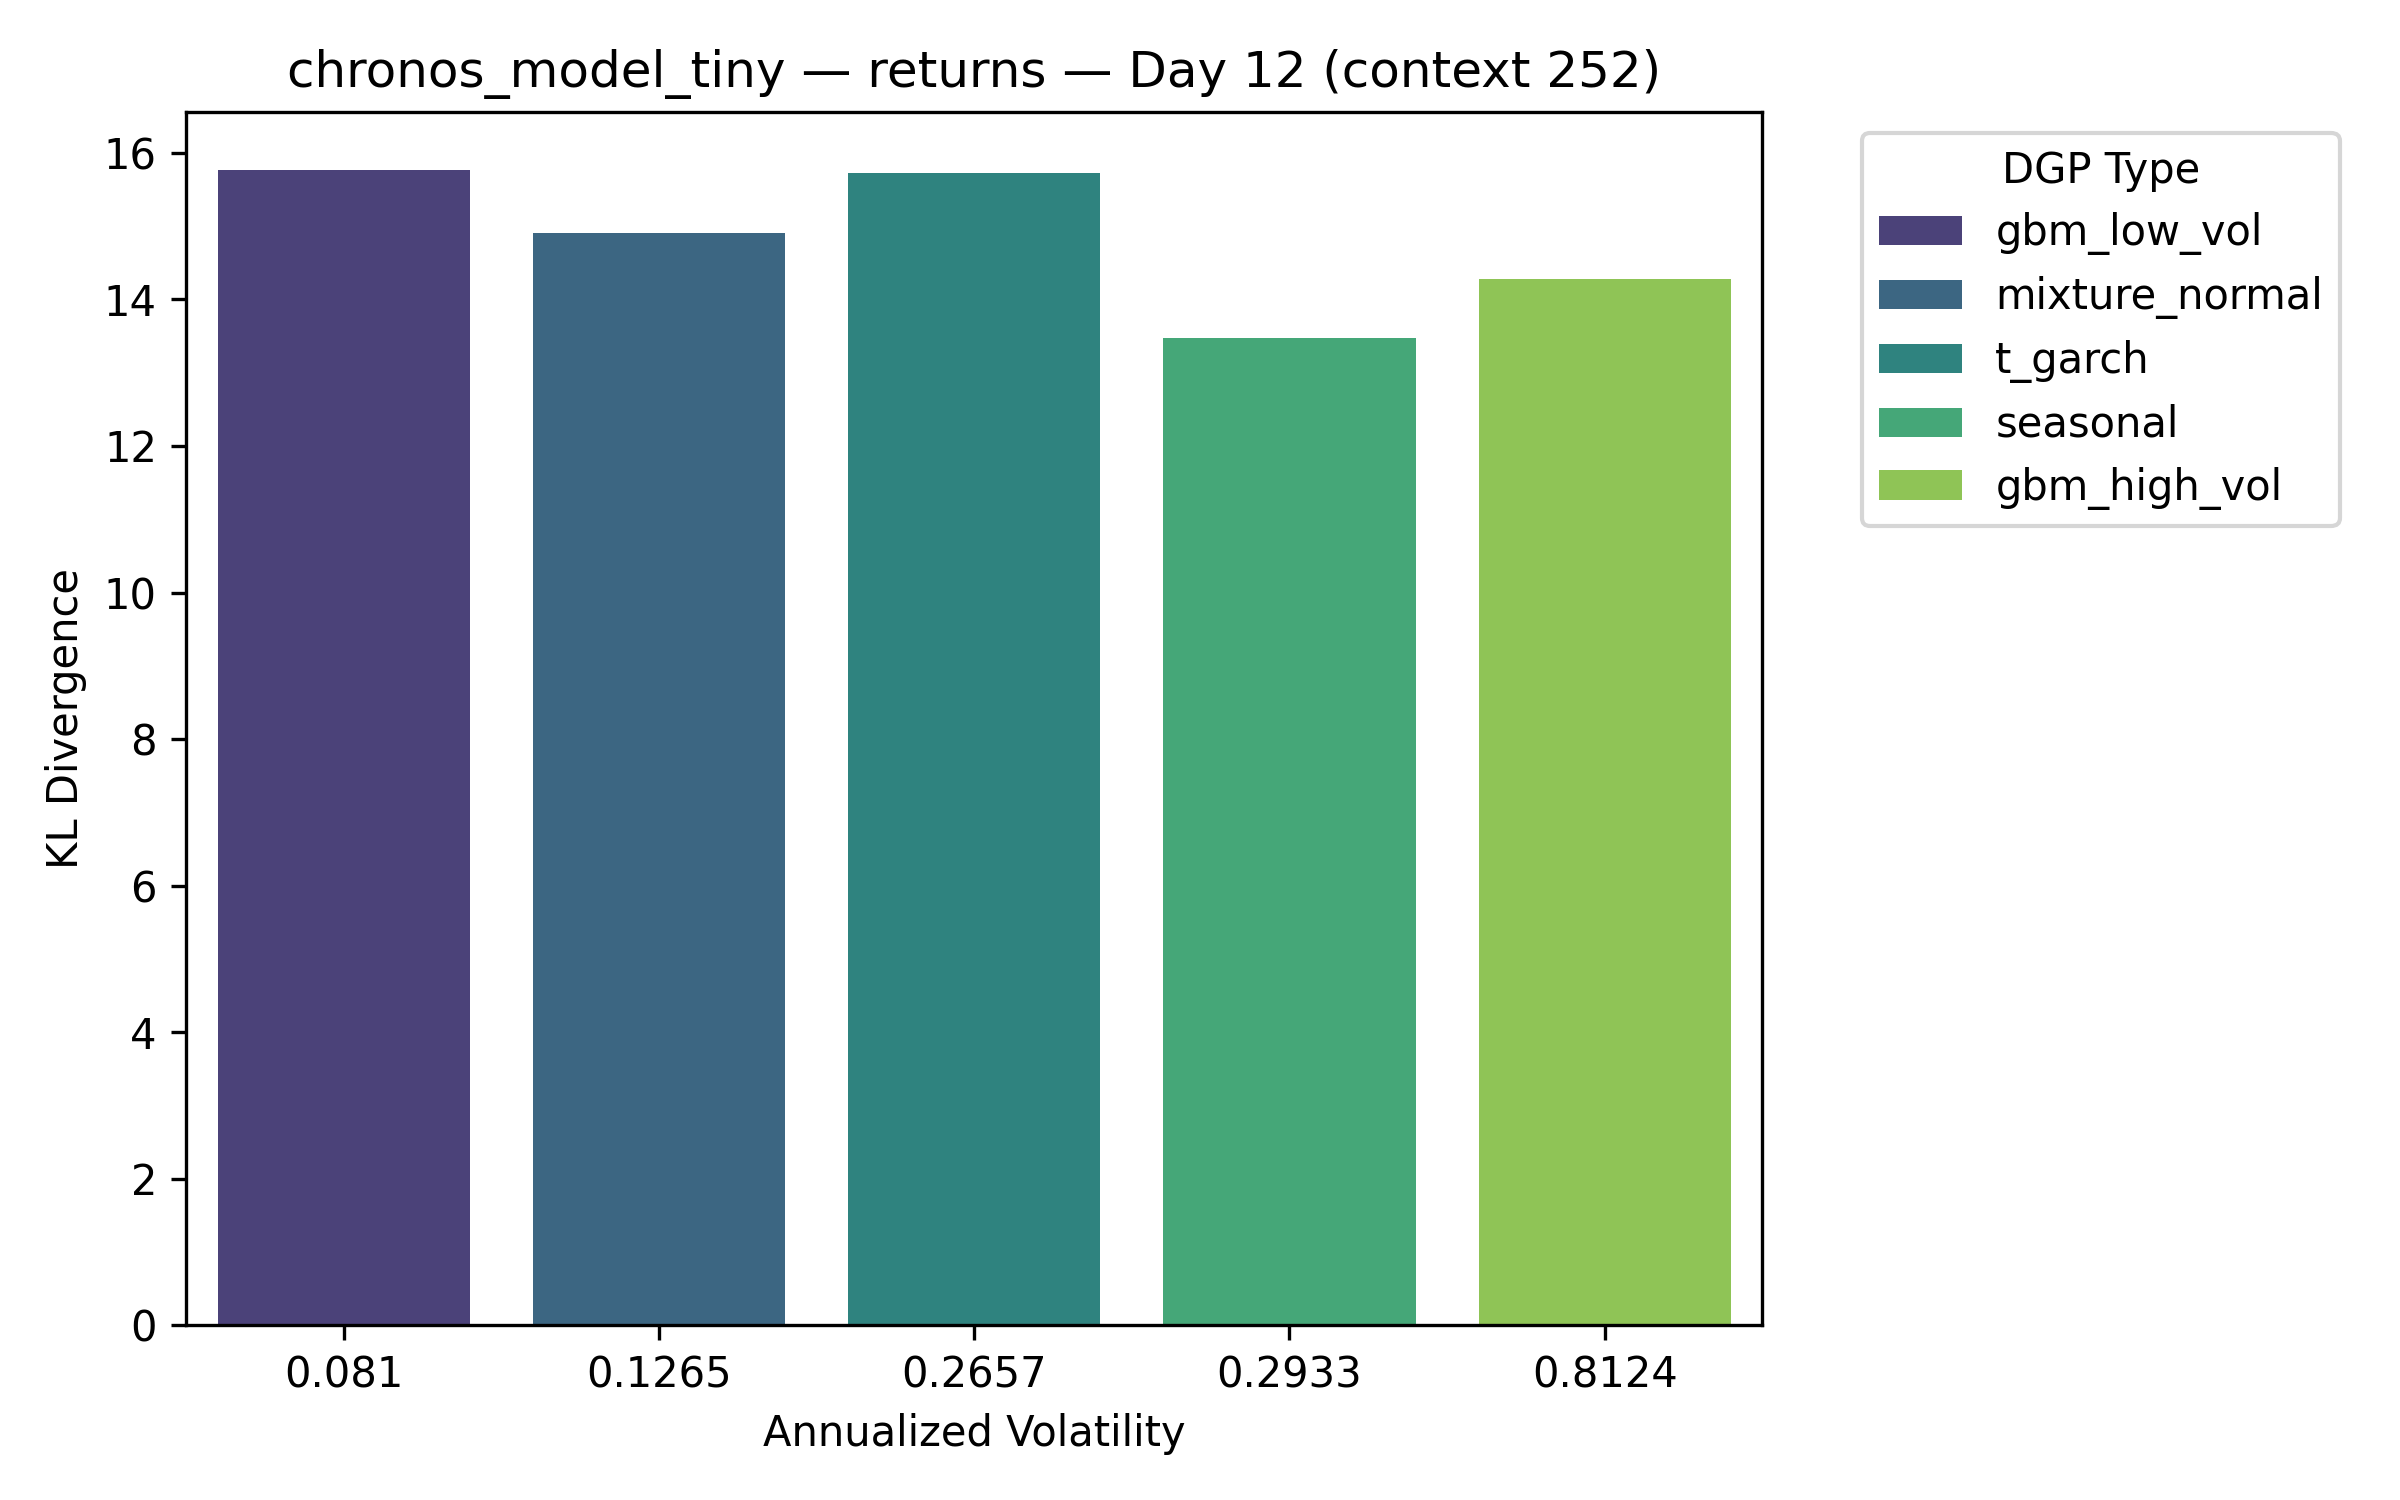 chronos_model_tiny — returns — Day 12 (context 252)
KL Divergence
16
14
12
10
8
6
4
2
0
0.081 0.1265 0.2657 0.2933 0.8124
Annualized Volatility
DGP Type
gbm_low_vol
mixture_normal
t_garch
seasonal
gbm_high_vol